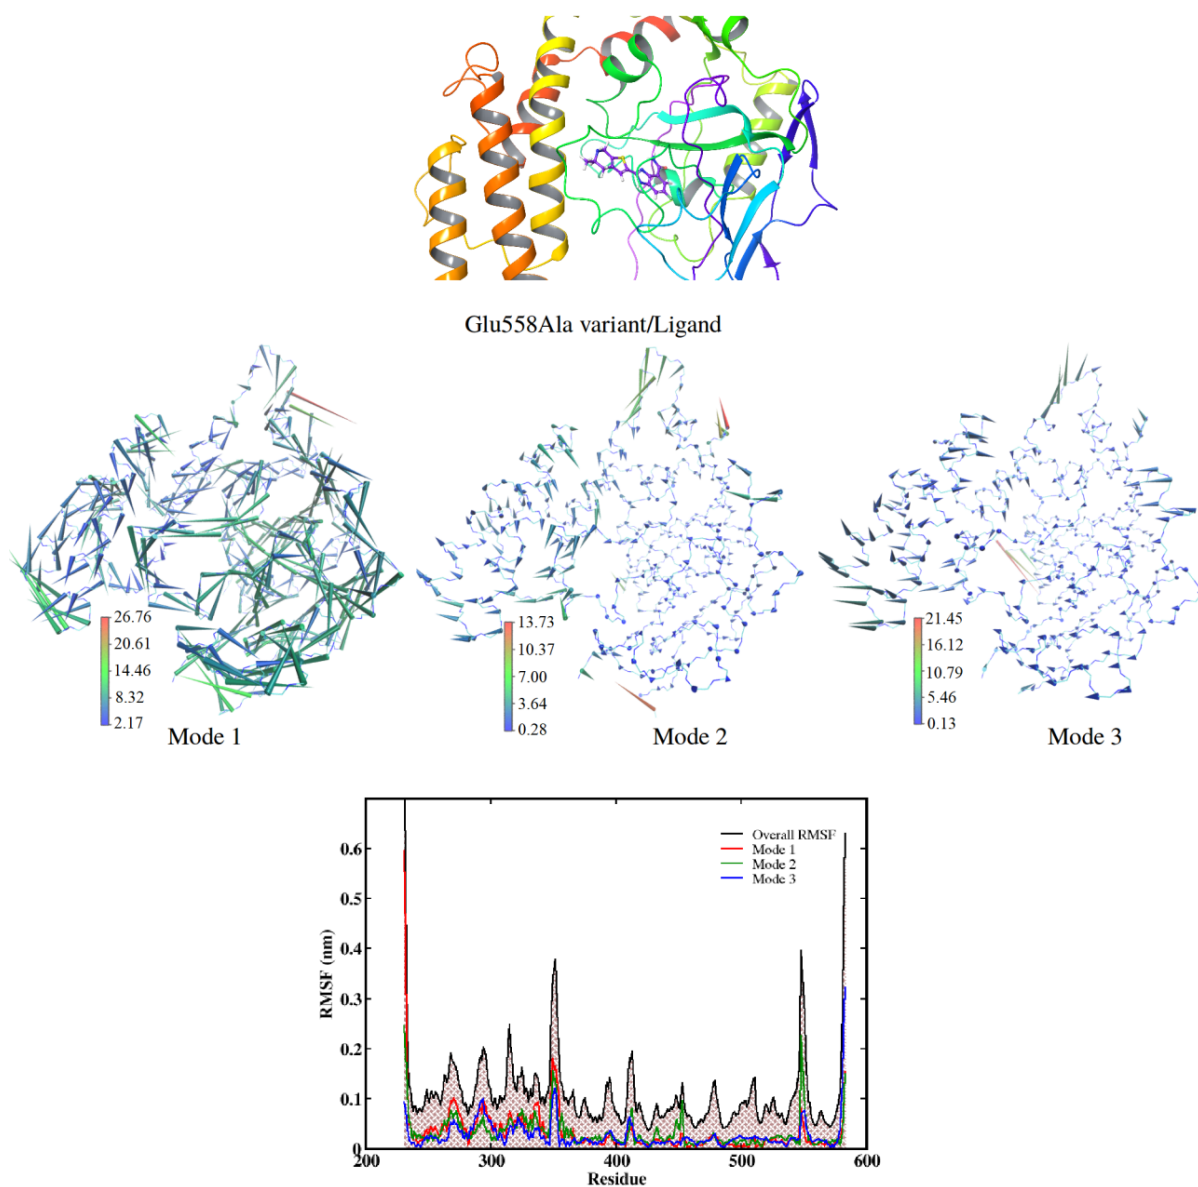 Glu558Ala variant/Ligand
26.76
20.61
14.46
8.32
2.17
Mode 1
13.73
10.37
7.00
3.64
0.28
Mode 2
21.45
16.12
10.79
5.46
0.13
Mode 3
Overall RMSF
Mode 1
Mode 2
Mode 3
RMSF (nm)
0.6
0.5
0.4
0.3
0.2
0.1
0
200 300 400 500 600
Residue